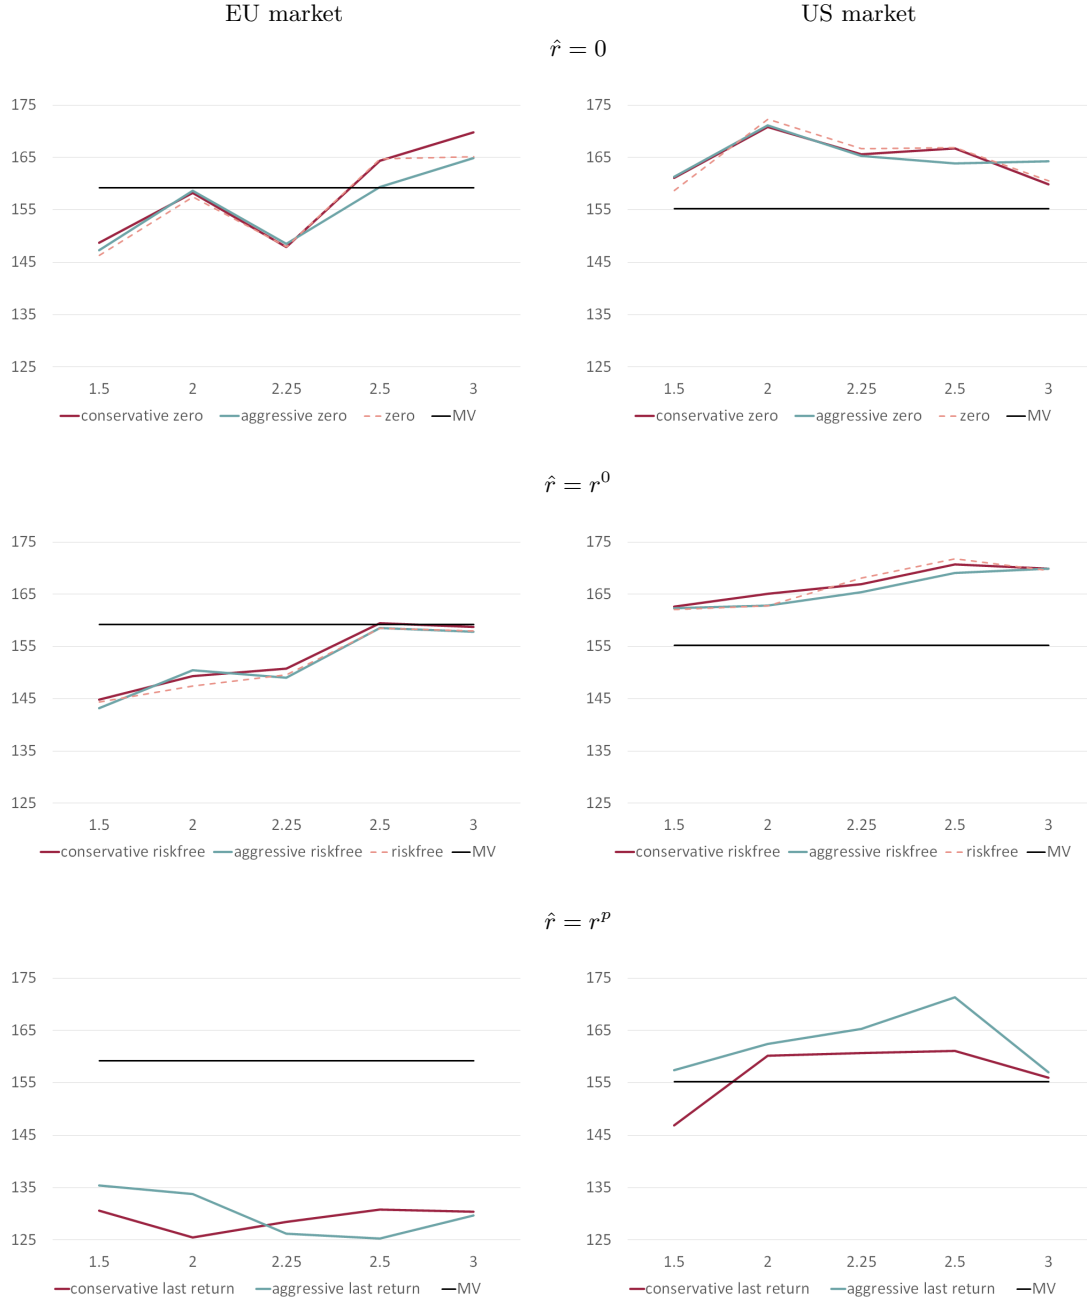 EU market
US market
r̂ = 0
175
165
155
145
135
125
1.5 2 2.25 2.5 3
conservative zero aggressive zero zero MV
175
165
155
145
135
125
1.5 2 2.25 2.5 3
conservative zero aggressive zero zero MV
r̂ = r⁰
175
165
155
145
135
125
1.5 2 2.25 2.5 3
conservative riskfree aggressive riskfree riskfree MV
175
165
155
145
135
125
1.5 2 2.25 2.5 3
conservative riskfree aggressive riskfree riskfree MV
r̂ = rᵖ
175
165
155
145
135
125
1.5 2 2.25 2.5 3
conservative last return aggressive last return MV
175
165
155
145
135
125
1.5 2 2.25 2.5 3
conservative last return aggressive last return MV